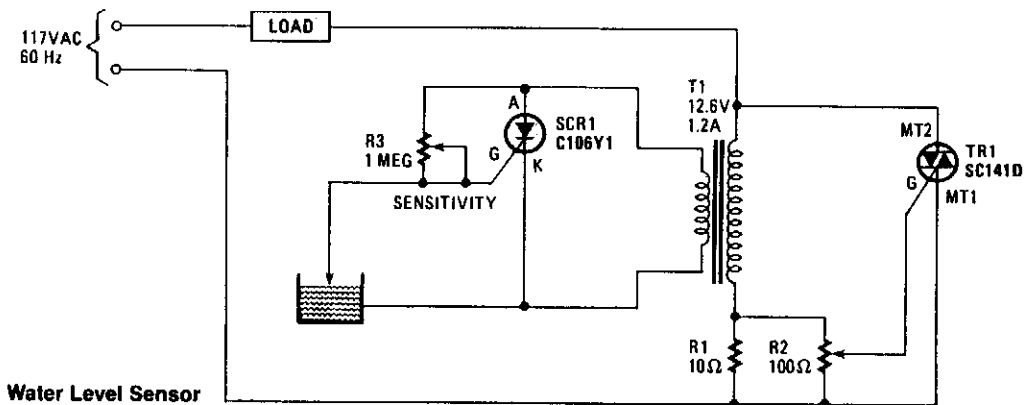 117VAC
60 Hz
LOAD
T1
12.6V
1.2A
A
SCR1
C106Y1
G
K
R3
1 MEG
SENSITIVITY
MT2
TR1
SC141D
G
MT1
R1
10Ω
R2
100Ω
Water Level Sensor